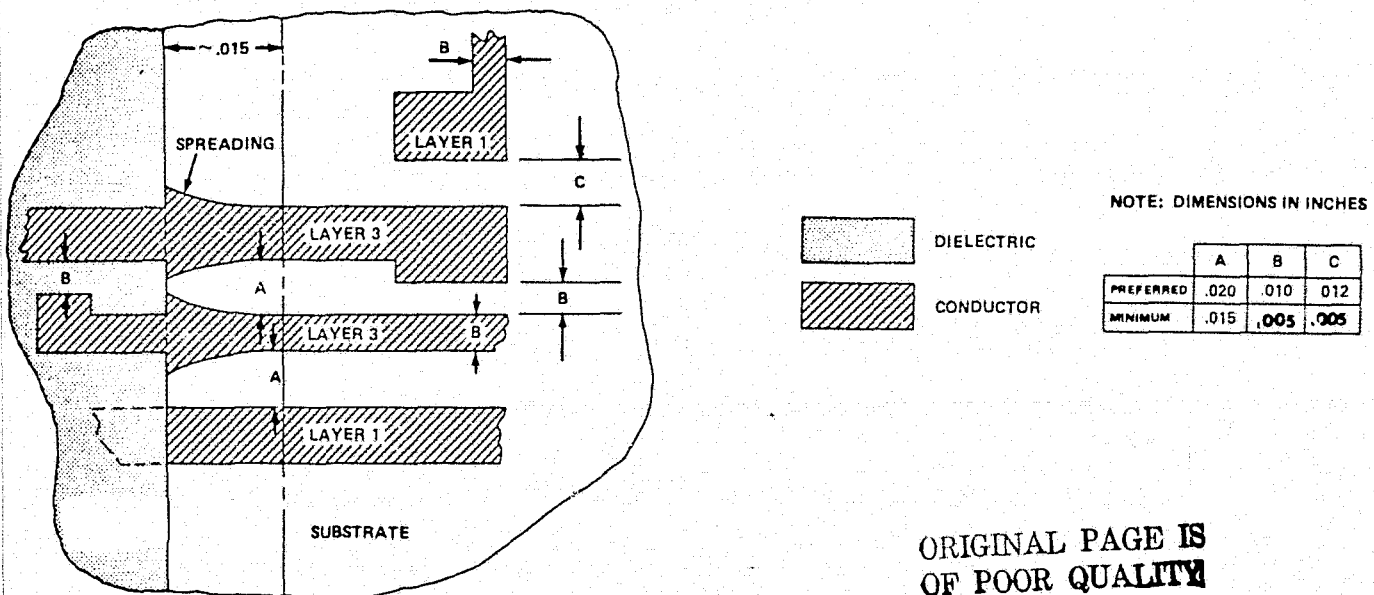 ~.015
B
LAYER 1
SPREADING
C
LAYER 3
B
A
B
LAYER 3
B
A
LAYER 1
SUBSTRATE
DIELECTRIC
CONDUCTOR
NOTE: DIMENSIONS IN INCHES
A B C
PREFERRED .020 .010 012
MINIMUM .015 .005 .005
ORIGINAL PAGE IS
OF POOR QUALITY